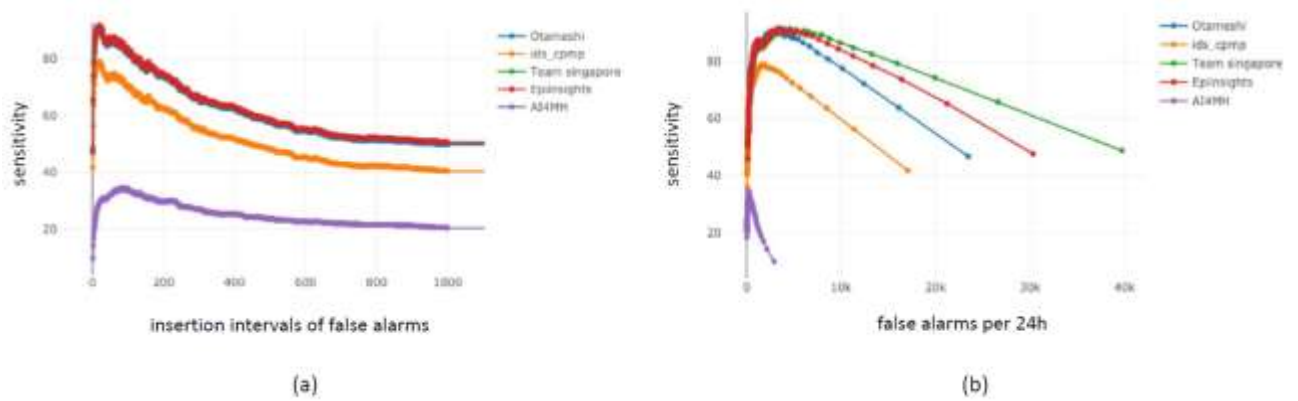 Otameshi
ids_cpmp
Team singapore
EpiInsights
AI4MH
80
60
40
20
sensitivity
0
200
400
600
800
1000
insertion intervals of false alarms
(a)
Otameshi
ids_cpmp
Team singapore
EpiInsights
AI4MH
80
60
40
20
sensitivity
0
10k
20k
30k
40k
false alarms per 24h
(b)